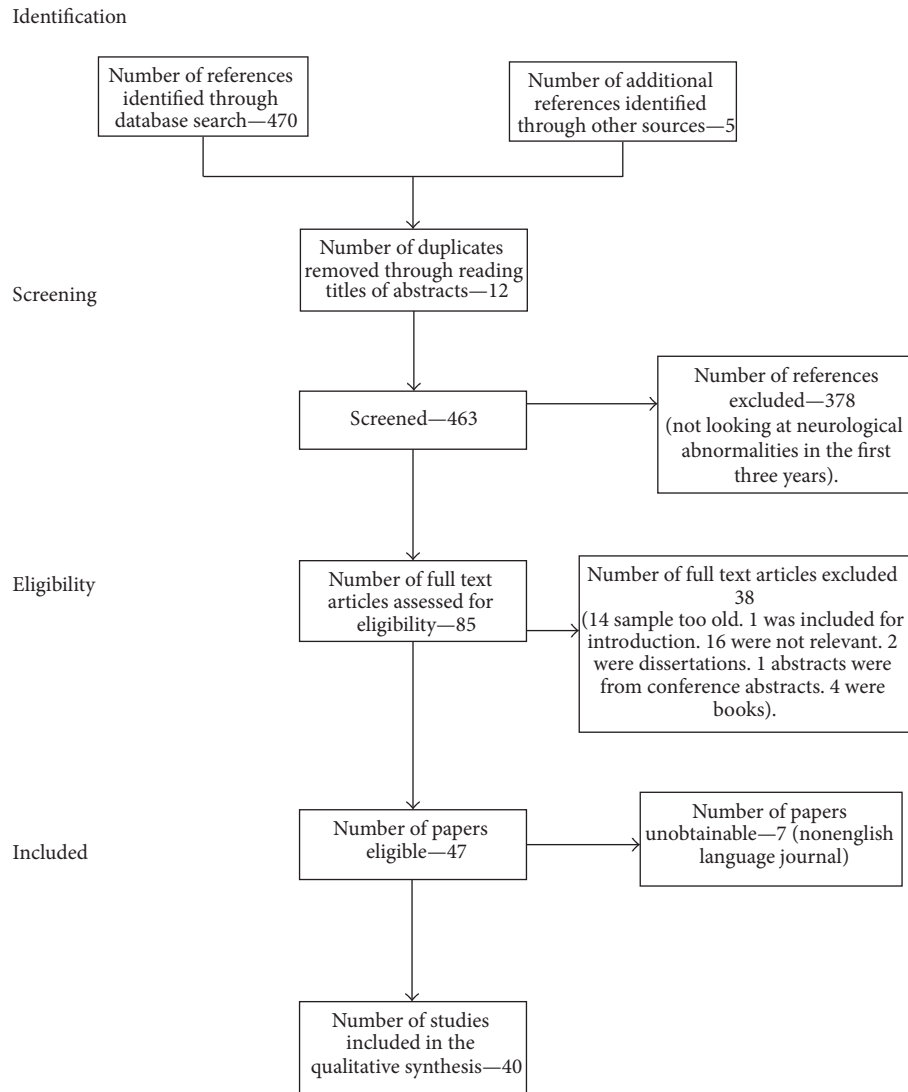 Identification
Number of references
identified through
database search—470
Number of additional
references identified
through other sources—5
Number of duplicates
removed through reading
titles of abstracts—12
Screening
Screened—463
Number of references
excluded—378
(not looking at neurological
abnormalities in the first
three years).
Eligibility
Number of full text
articles assessed for
eligibility—85
Number of full text articles excluded
38
(14 sample too old. 1 was included for
introduction. 16 were not relevant. 2
were dissertations. 1 abstracts were
from conference abstracts. 4 were
books).
Included
Number of papers
eligible—47
Number of papers
unobtainable—7 (nonenglish
language journal)
Number of studies
included in the
qualitative synthesis—40